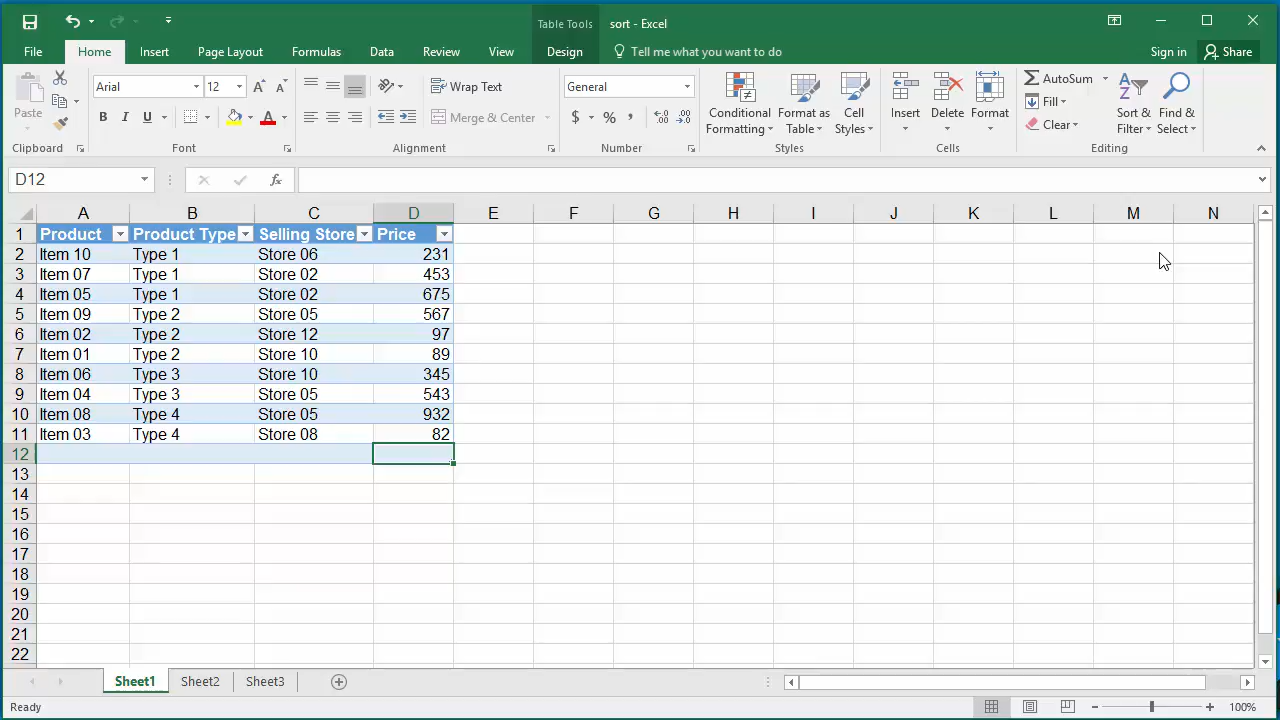 Table Tools
sort - Excel
File Home Insert Page Layout Formulas Data Review View Design Tell me what you want to do Sign in Share
Paste
Clipboard
Arial 12
B I U
Font
Wrap Text
Merge & Center
Alignment
General
$ % ,
Number
Conditional Formatting
Format as Table
Cell Styles
Styles
Insert Delete Format
Cells
AutoSum
Fill
Clear
Sort & Filter
Find & Select
Editing
D12
fx
A B C D E F G H I J K L M N
1 Product Product Type Selling Store Price
2 Item 10 Type 1 Store 06 231
3 Item 07 Type 1 Store 02 453
4 Item 05 Type 1 Store 02 675
5 Item 09 Type 2 Store 05 567
6 Item 02 Type 2 Store 12 97
7 Item 01 Type 2 Store 10 89
8 Item 06 Type 3 Store 10 345
9 Item 04 Type 3 Store 05 543
10 Item 08 Type 4 Store 05 932
11 Item 03 Type 4 Store 08 82
12
13
14
15
16
17
18
19
20
21
22
Sheet1 Sheet2 Sheet3
Ready
100%